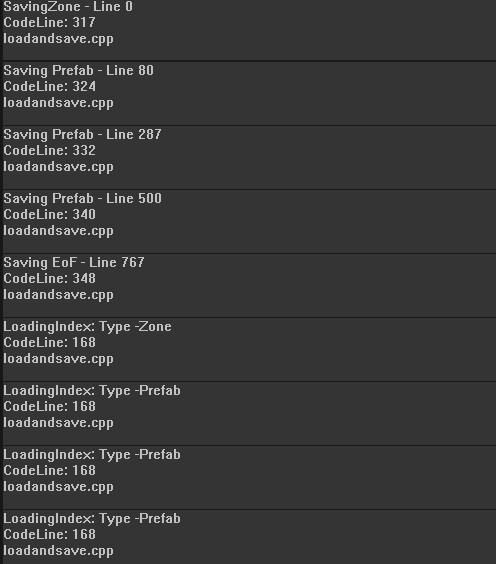 SavingZone - Line 0
CodeLine: 317
loadandsave.cpp
Saving Prefab - Line 80
CodeLine: 324
loadandsave.cpp
Saving Prefab - Line 287
CodeLine: 332
loadandsave.cpp
Saving Prefab - Line 500
CodeLine: 340
loadandsave.cpp
Saving EoF - Line 767
CodeLine: 348
loadandsave.cpp
LoadingIndex: Type -Zone
CodeLine: 168
loadandsave.cpp
LoadingIndex: Type -Prefab
CodeLine: 168
loadandsave.cpp
LoadingIndex: Type -Prefab
CodeLine: 168
loadandsave.cpp
LoadingIndex: Type -Prefab
CodeLine: 168
loadandsave.cpp